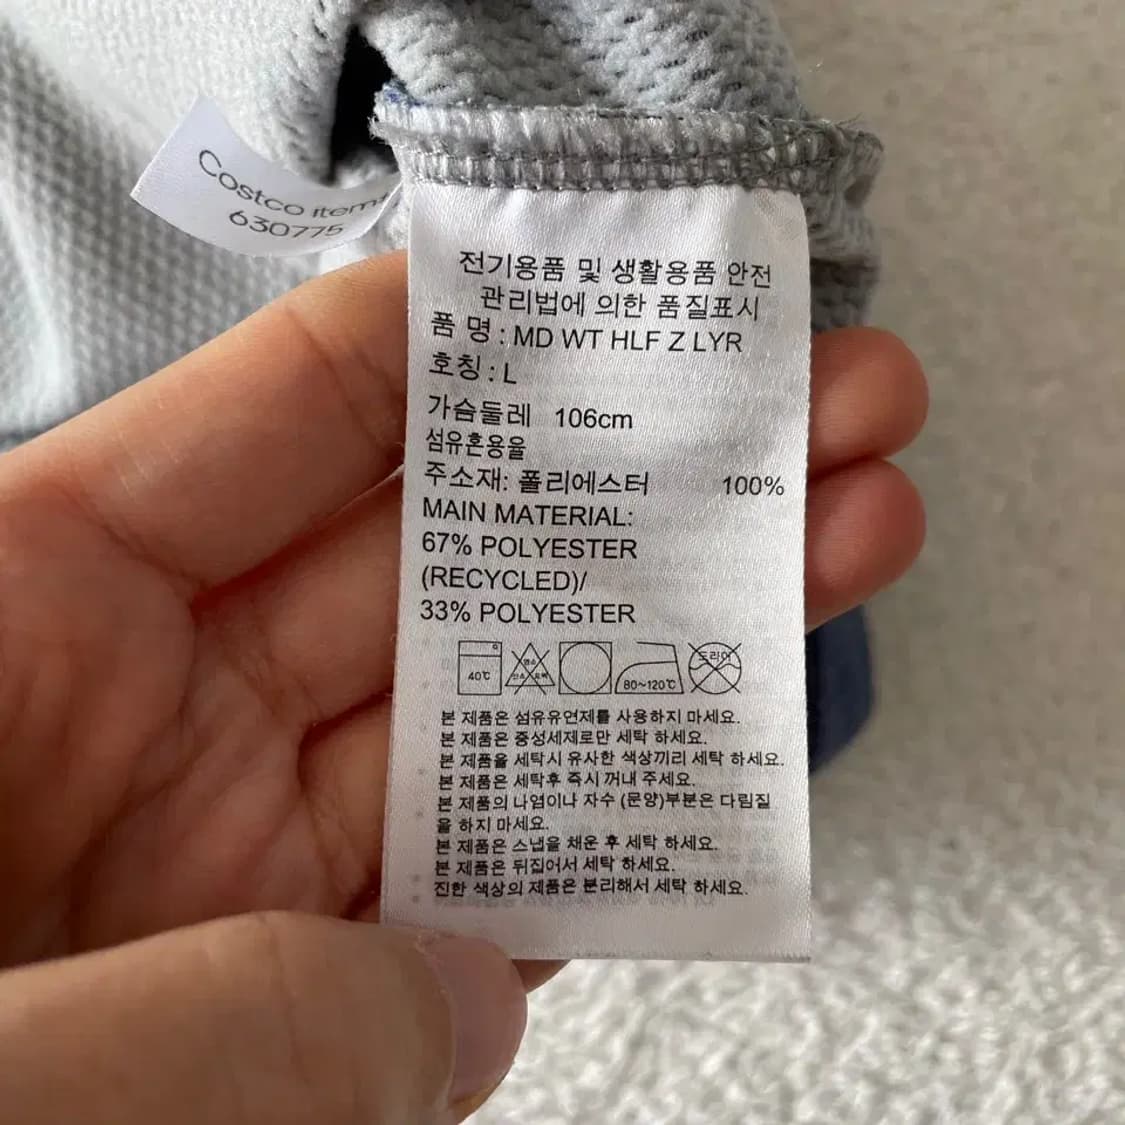 Costco item
630775
전기용품 및 생활용품 안전
관리법에 의한 품질표시
품 명 : MD WT HLF Z LYR
호칭 : L
가슴둘레 106cm
섬유혼용율
주소재: 폴리에스터 100%
MAIN MATERIAL:
67% POLYESTER
(RECYCLED)/
33% POLYESTER
40℃
80~120℃
드라이
본 제품은 섬유유연제를 사용하지 마세요.
본 제품은 중성세제로만 세탁 하세요.
본 제품을 세탁시 유사한 색상끼리 세탁 하세요.
본 제품은 세탁후 즉시 꺼내 주세요.
본 제품의 나염이나 자수 (문양)부분은 다림질
을 하지 마세요.
본 제품은 스냅을 채운 후 세탁 하세요.
본 제품은 뒤집어서 세탁 하세요.
진한 색상의 제품은 분리해서 세탁 하세요.